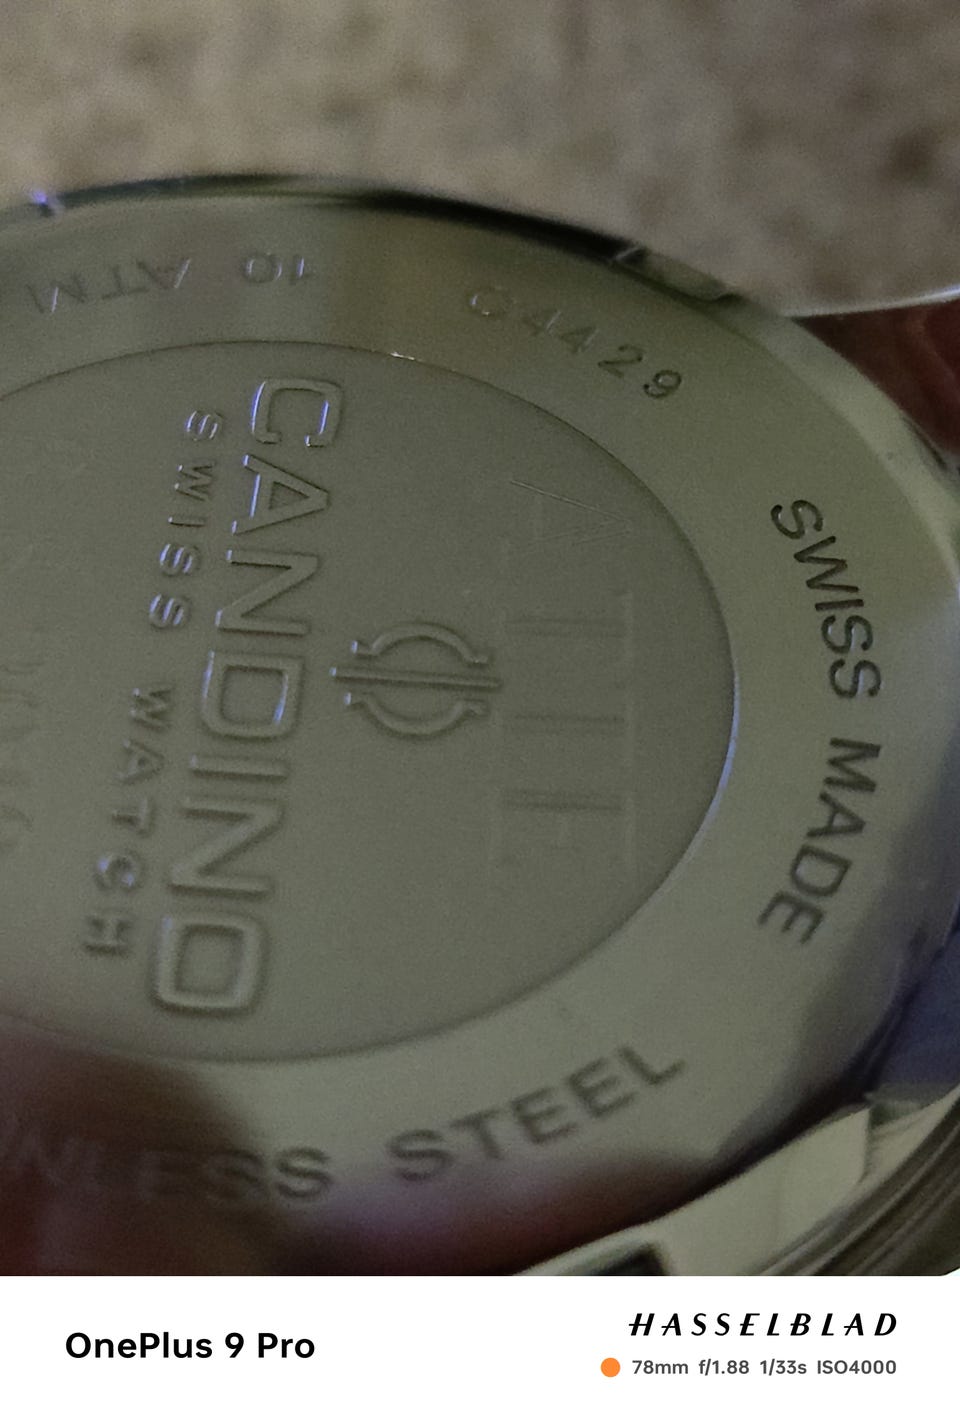 10 ATM
C4429
SWISS MADE
STEEL
CANDINO
SWISS WATCH
OnePlus 9 Pro
HASSELBLAD
78mm f/1.88 1/33s ISO4000